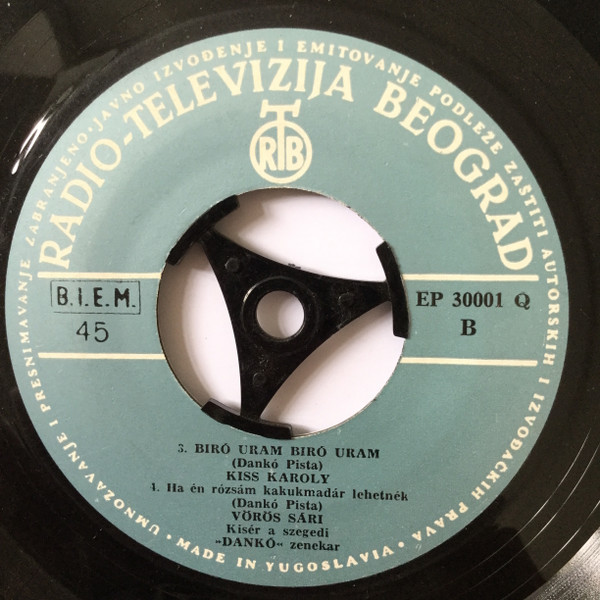 UMNOŽAVANJE I PRESNIMAVANJE ZABRANJENO · JAVNO IZVOĐENJE I EMITOVANJE PODLEŽE ZAŠTITI AUTORSKIH I IZVOĐAČKIH PRAVA ·
RADIO-TELEVIZIJA BEOGRAD
RTB
B.I.E.M.
45
EP 30001 Q
B
3. BIRÓ URAM BIRÓ URAM
(Dankó Pista)
KISS KAROLY
4. Ha én rózsám kakukmadár lehetnék
(Dankó Pista)
VÖRÖS SÁRI
Kisér a szegedi
»DANKÓ« zenekar
MADE IN YUGOSLAVIA ·